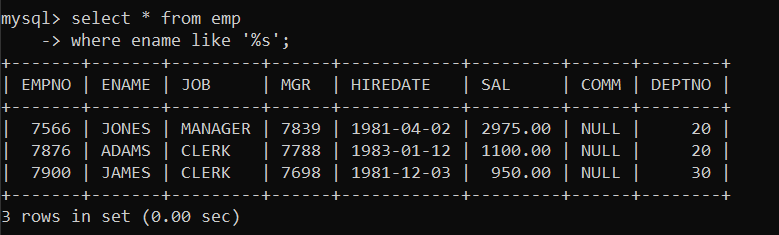 mysql> select * from emp
    -> where ename like '%s';
+-------+-------+---------+------+------------+---------+------+--------+
| EMPNO | ENAME | JOB     | MGR  | HIREDATE   | SAL     | COMM | DEPTNO |
+-------+-------+---------+------+------------+---------+------+--------+
|  7566 | JONES | MANAGER | 7839 | 1981-04-02 | 2975.00 | NULL |     20 |
|  7876 | ADAMS | CLERK   | 7788 | 1983-01-12 | 1100.00 | NULL |     20 |
|  7900 | JAMES | CLERK   | 7698 | 1981-12-03 |  950.00 | NULL |     30 |
+-------+-------+---------+------+------------+---------+------+--------+
3 rows in set (0.00 sec)